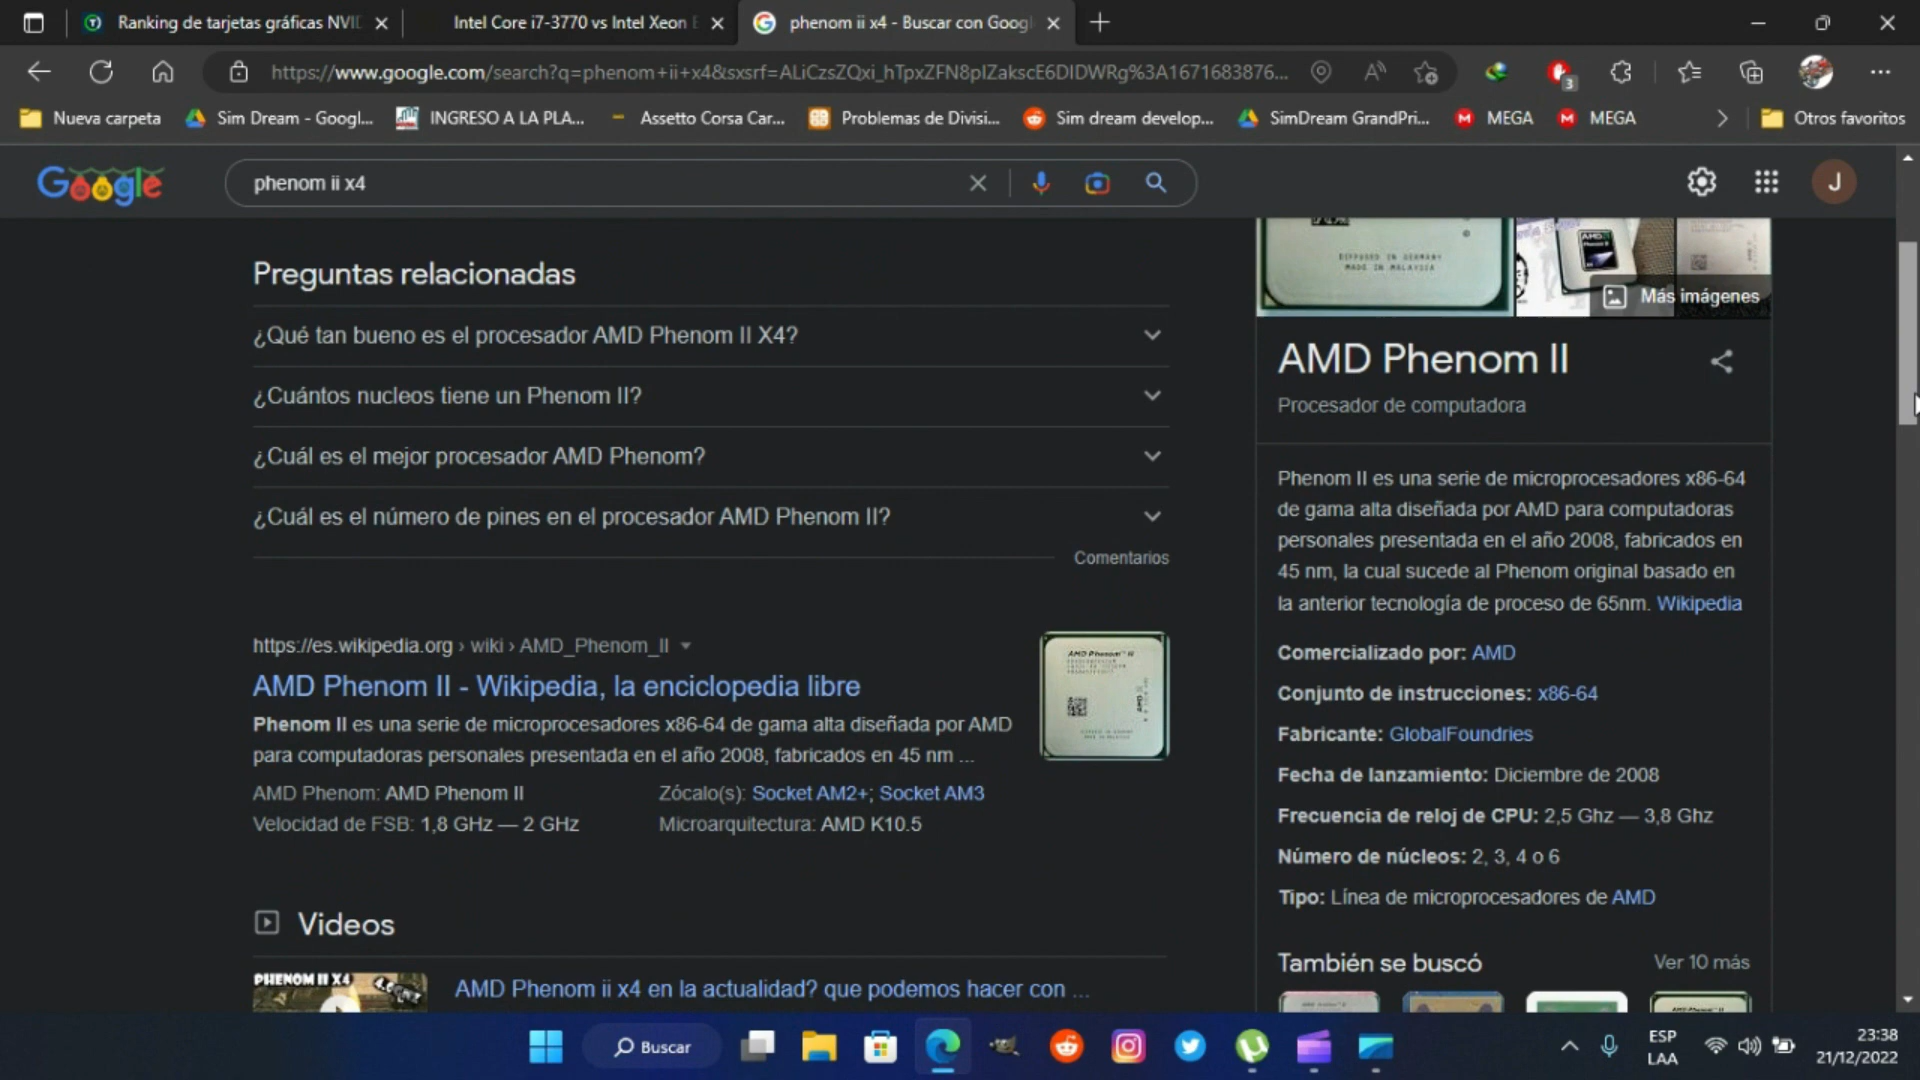 Ranking de tarjetas gráficas NVI
Intel Core i7-3770 vs Intel Xeon E
phenom ii x4 - Buscar con Goog
https://www.google.com/search?q=phenom+ii+x4&sxsrf=ALiCzsZQxi_hTpxZFN8pIZakscE6DIDWRg%3A1671683876...
3
Nueva carpeta
Sim Dream - Googl...
INGRESO A LA PLA...
Assetto Corsa Car...
Problemas de Divisi...
Sim dream develop...
SimDream GrandPri...
MEGA
MEGA
Otros favoritos
Google
phenom ii x4
J
Preguntas relacionadas
¿Qué tan bueno es el procesador AMD Phenom II X4?
¿Cuántos nucleos tiene un Phenom II?
¿Cuál es el mejor procesador AMD Phenom?
¿Cuál es el número de pines en el procesador AMD Phenom II?
Comentarios
https://es.wikipedia.org › wiki › AMD_Phenom_II
AMD Phenom II - Wikipedia, la enciclopedia libre
Phenom II es una serie de microprocesadores x86-64 de gama alta diseñada por AMD
para computadoras personales presentada en el año 2008, fabricados en 45 nm ...
AMD Phenom: AMD Phenom II
Zócalo(s): Socket AM2+; Socket AM3
Velocidad de FSB: 1,8 GHz — 2 GHz
Microarquitectura: AMD K10.5
AMD Phenom™ II
Videos
PHENOM II X4
AMD Phenom ii x4 en la actualidad? que podemos hacer con ...
DIFFUSED IN GERMANY
MADE IN MALAYSIA
Más imágenes
AMD Phenom II
Procesador de computadora
Phenom II es una serie de microprocesadores x86-64
de gama alta diseñada por AMD para computadoras
personales presentada en el año 2008, fabricados en
45 nm, la cual sucede al Phenom original basado en
la anterior tecnología de proceso de 65nm. Wikipedia
Comercializado por: AMD
Conjunto de instrucciones: x86-64
Fabricante: GlobalFoundries
Fecha de lanzamiento: Diciembre de 2008
Frecuencia de reloj de CPU: 2,5 Ghz — 3,8 Ghz
Número de núcleos: 2, 3, 4 o 6
Tipo: Línea de microprocesadores de AMD
También se buscó
Ver 10 más
Buscar
ESP
LAA
23:38
21/12/2022